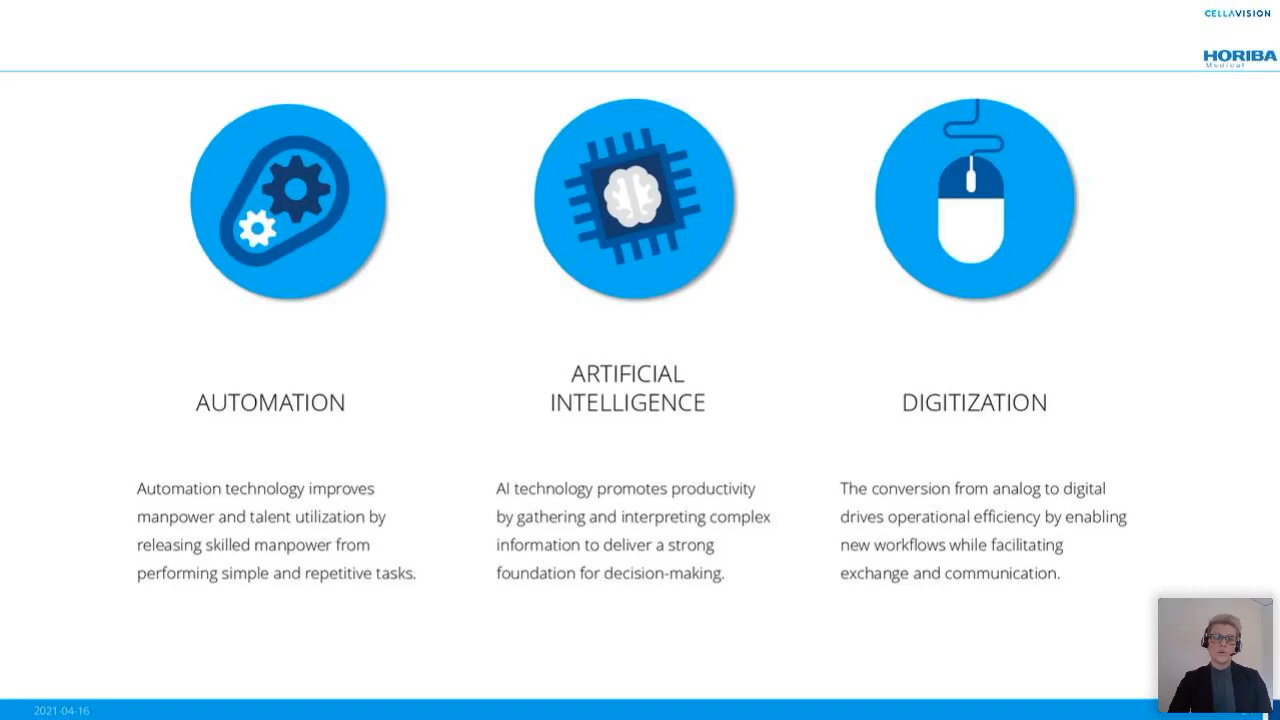 CELLAVISION
HORIBA
Medical
AUTOMATION
Automation technology improves
manpower and talent utilization by
releasing skilled manpower from
performing simple and repetitive tasks.
ARTIFICIAL
INTELLIGENCE
AI technology promotes productivity
by gathering and interpreting complex
information to deliver a strong
foundation for decision-making.
DIGITIZATION
The conversion from analog to digital
drives operational efficiency by enabling
new workflows while facilitating
exchange and communication.
2021-04-16